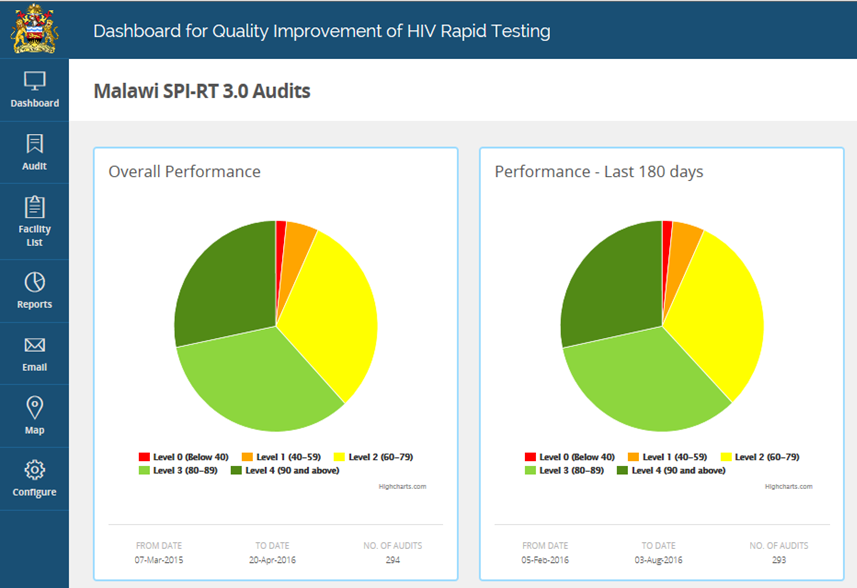 Dashboard for Quality Improvement of HIV Rapid Testing
Dashboard
Audit
Facility
List
Reports
Email
Map
Configure
Malawi SPI-RT 3.0 Audits
Overall Performance
Level 0 (Below 40) Level 1 (40–59) Level 2 (60–79)
Level 3 (80–89) Level 4 (90 and above)
Highcharts.com
FROM DATE TO DATE NO. OF AUDITS
07-Mar-2015 20-Apr-2016 294
Performance - Last 180 days
Level 0 (Below 40) Level 1 (40–59) Level 2 (60–79)
Level 3 (80–89) Level 4 (90 and above)
Highcharts.com
FROM DATE TO DATE NO. OF AUDITS
05-Feb-2016 03-Aug-2016 293